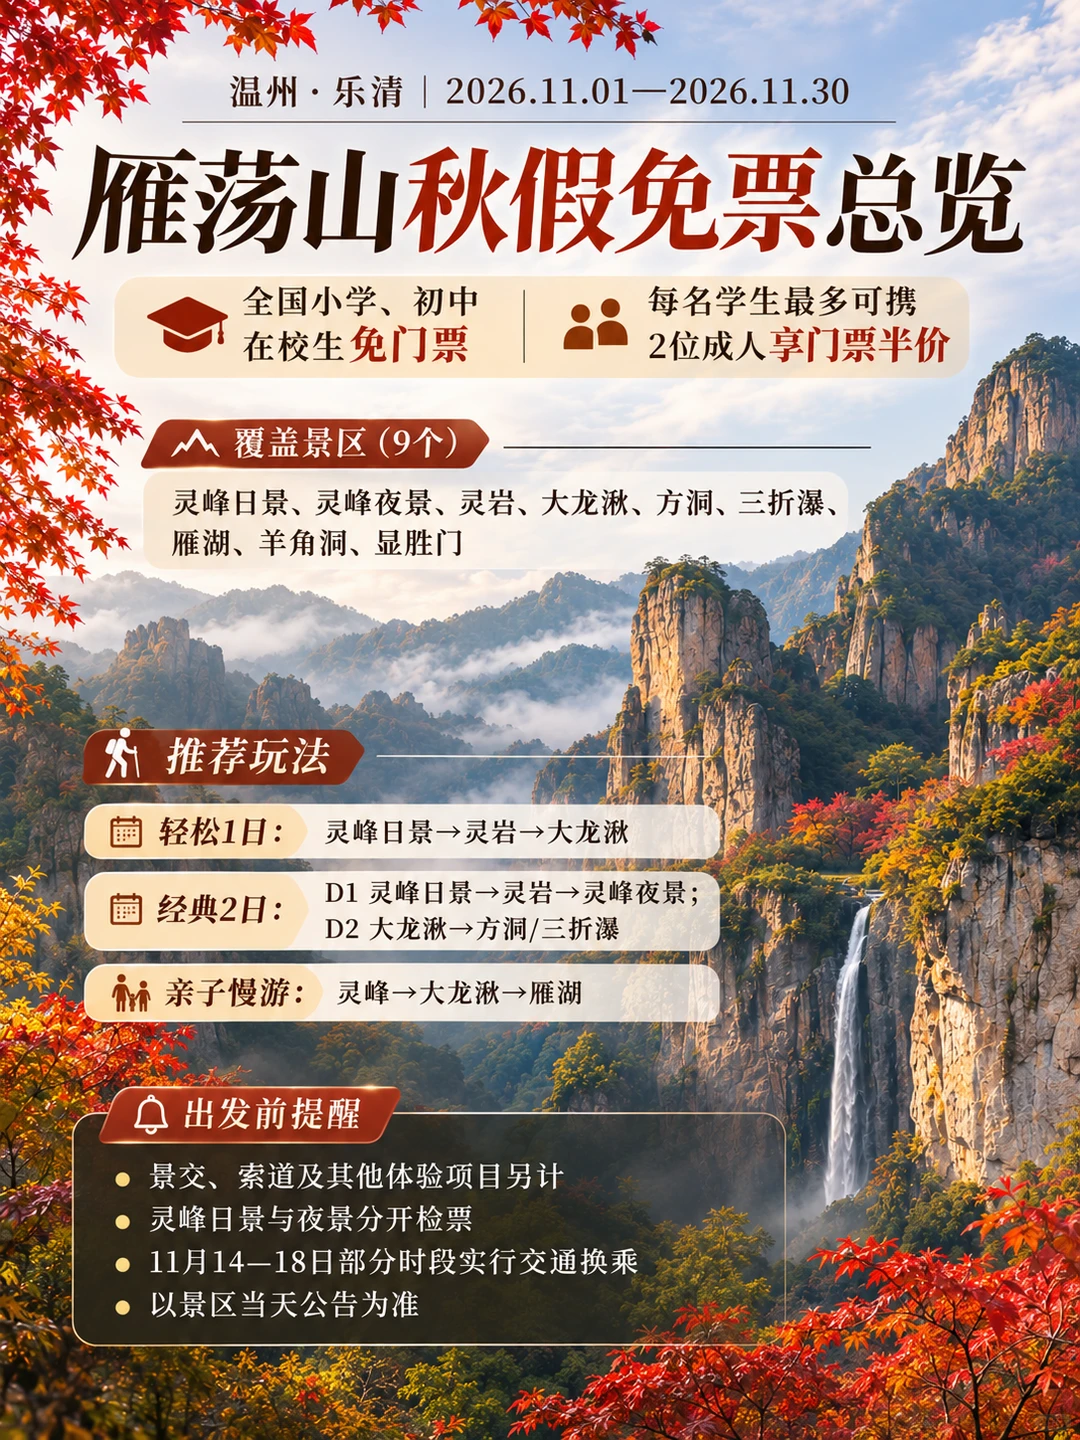 温州·乐清｜2026.11.01—2026.11.30
雁荡山秋假免票总览
全国小学、初中
在校生免门票
每名学生最多可携
2位成人享门票半价
覆盖景区（9个）
灵峰日景、灵峰夜景、灵岩、大龙湫、方洞、三折瀑、
雁湖、羊角洞、显胜门
推荐玩法
轻松1日：
灵峰日景→灵岩→大龙湫
经典2日：
D1 灵峰日景→灵岩→灵峰夜景；
D2 大龙湫→方洞/三折瀑
亲子慢游：
灵峰→大龙湫→雁湖
出发前提醒
景交、索道及其他体验项目另计
灵峰日景与夜景分开检票
11月14—18日部分时段实行交通换乘
以景区当天公告为准